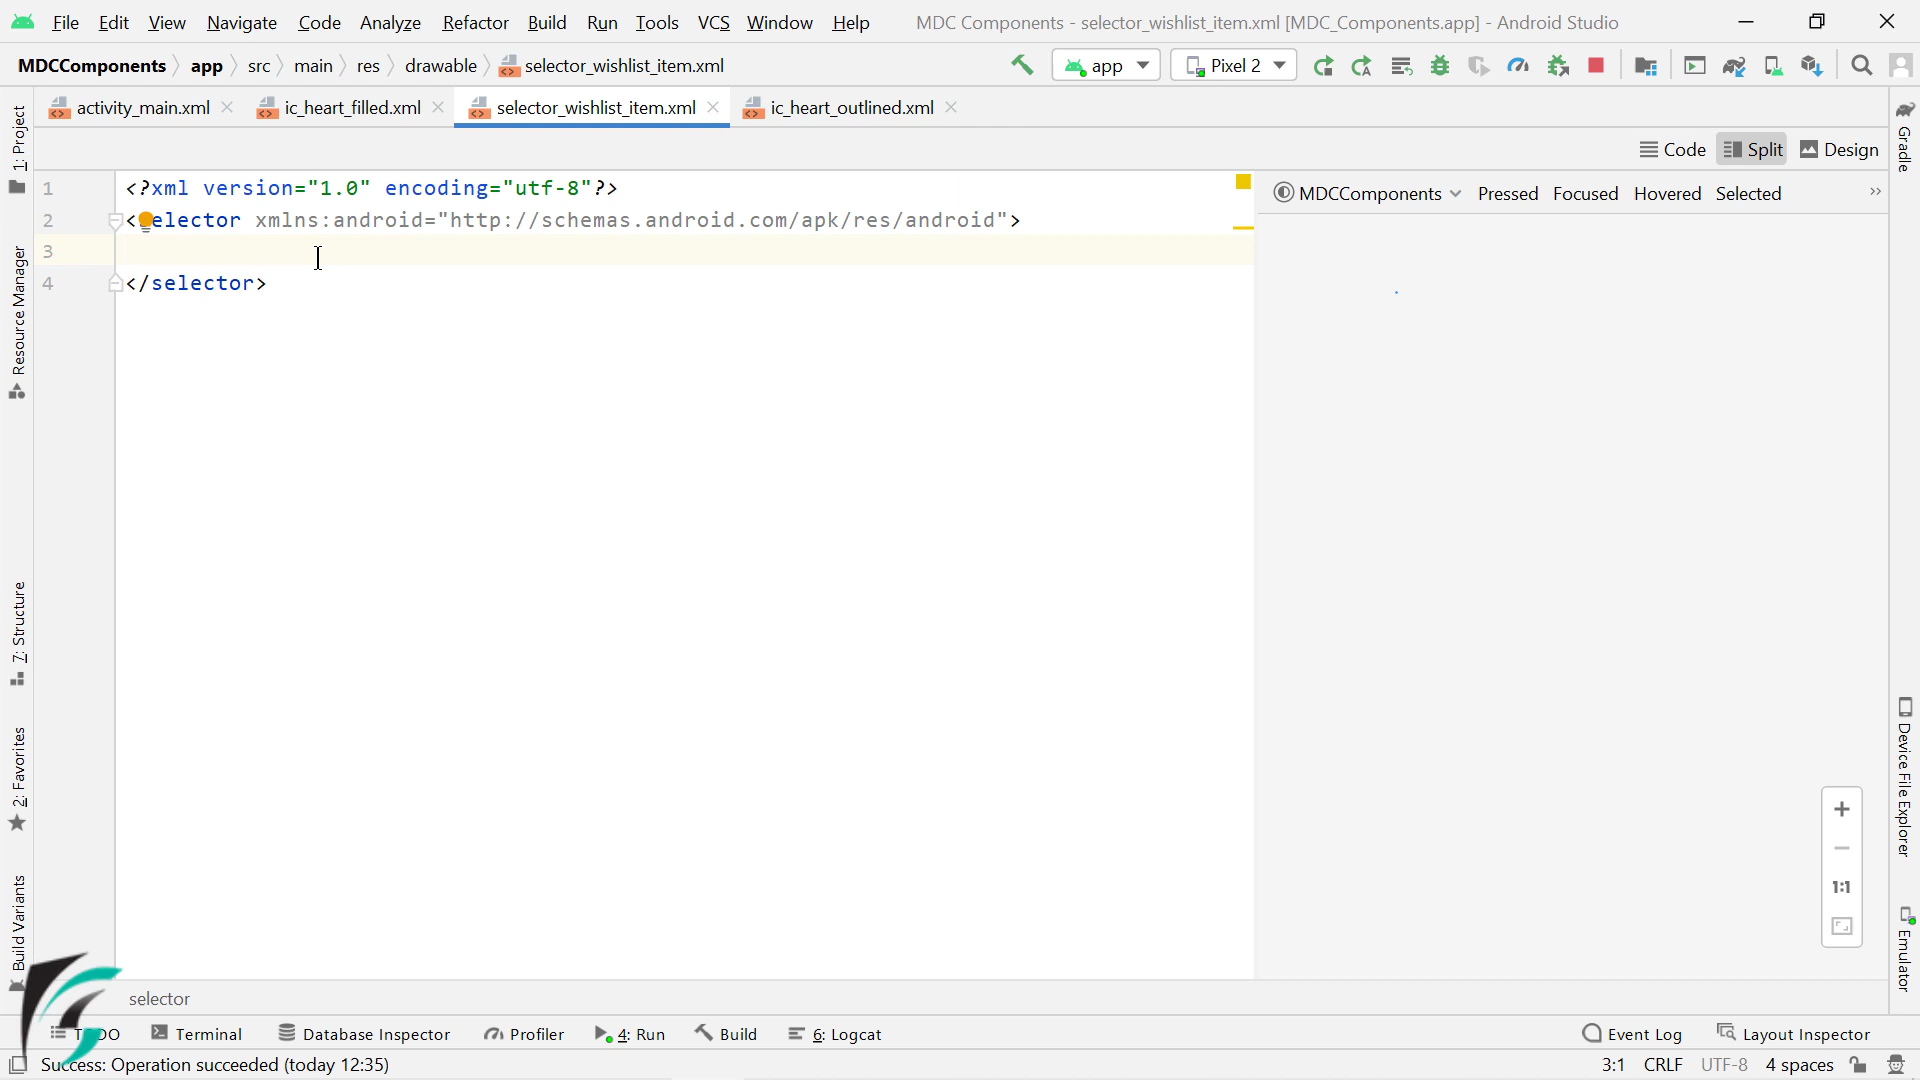 File Edit View Navigate Code Analyze Refactor Build Run Tools VCS Window Help MDC Components - selector_wishlist_item.xml [MDC_Components.app] - Android Studio
MDCComponents app src main res drawable selector_wishlist_item.xml app Pixel 2
activity_main.xml ic_heart_filled.xml selector_wishlist_item.xml ic_heart_outlined.xml
Code Split Design
MDCComponents Pressed Focused Hovered Selected »
1 <?xml version="1.0" encoding="utf-8"?>
2 < elector xmlns:android="http://schemas.android.com/apk/res/android">
3
4 </selector>
1: Project
Resource Manager
7: Structure
2: Favorites
Build Variants
Gradle
Device File Explorer
Emulator
+
−
1:1
selector
Terminal Database Inspector Profiler 4: Run Build 6: Logcat Event Log Layout Inspector
Success: Operation succeeded (today 12:35) 3:1 CRLF UTF-8 4 spaces